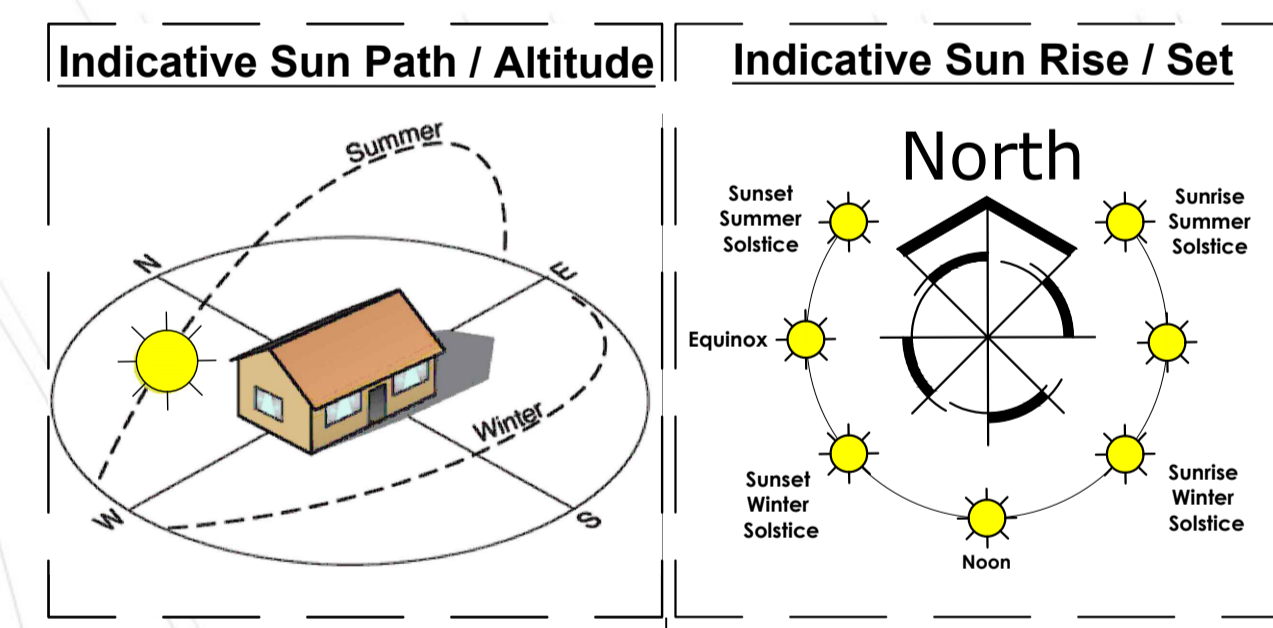 Indicative Sun Path / Altitude
Summer
N
E
Winter
W
S
Indicative Sun Rise / Set
North
Sunset
Summer
Solstice
Sunrise
Summer
Solstice
Equinox
Sunset
Winter
Solstice
Sunrise
Winter
Solstice
Noon